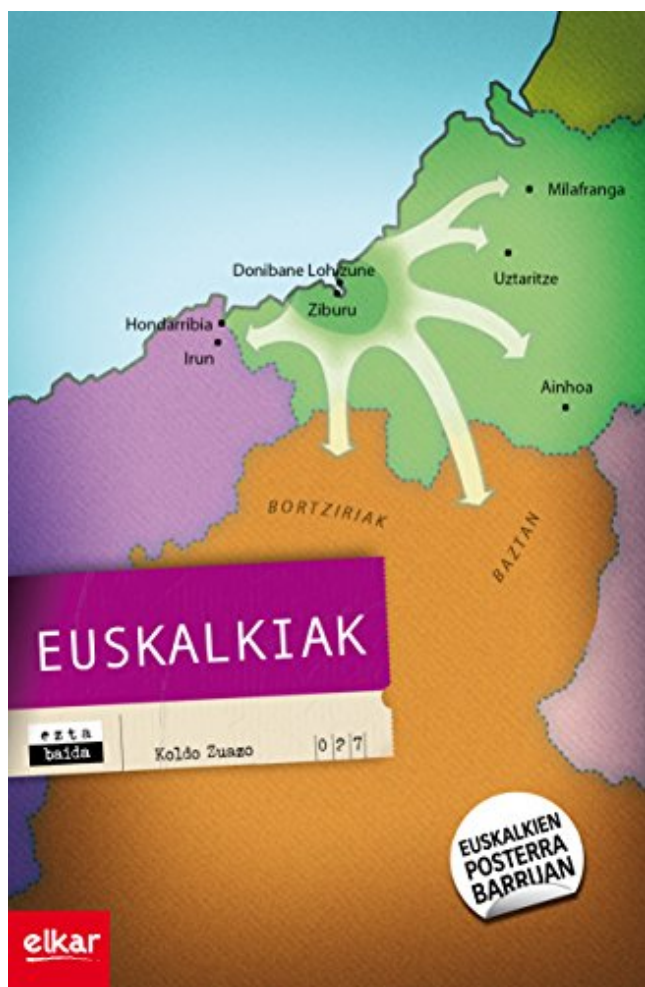 Milafranga
Donibane Lohizune
Uztaritze
Ziburu
Hondarribia
Irun
Ainhoa
BORTZIRIAK
BAZTAN
EUSKALKIAK
ezta
baida
Koldo Zuazo
027
EUSKALKIEN
POSTERRA
BARRUAN
elkar